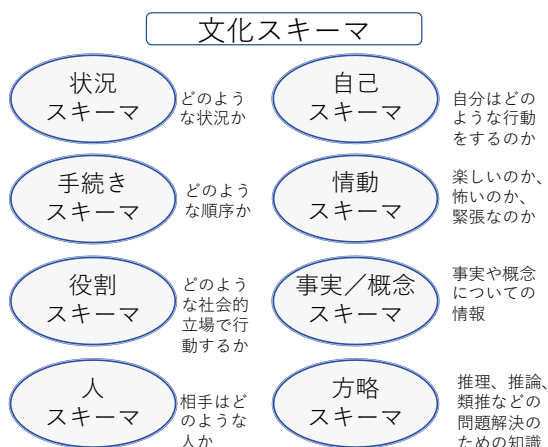 文化スキーマ
状況
スキーマ
どのよう
な状況か
自己
スキーマ
自分はどの
ような行動
をするのか
手続き
スキーマ
どのよう
な順序か
情動
スキーマ
楽しいのか、
怖いのか、
緊張なのか
役割
スキーマ
どのよう
な社会的
立場で行
動するか
事実／概念
スキーマ
事実や概念
についての
情報
人
スキーマ
相手はど
のような
人か
方略
スキーマ
推理、推論、
類推などの
問題解決の
ための知識